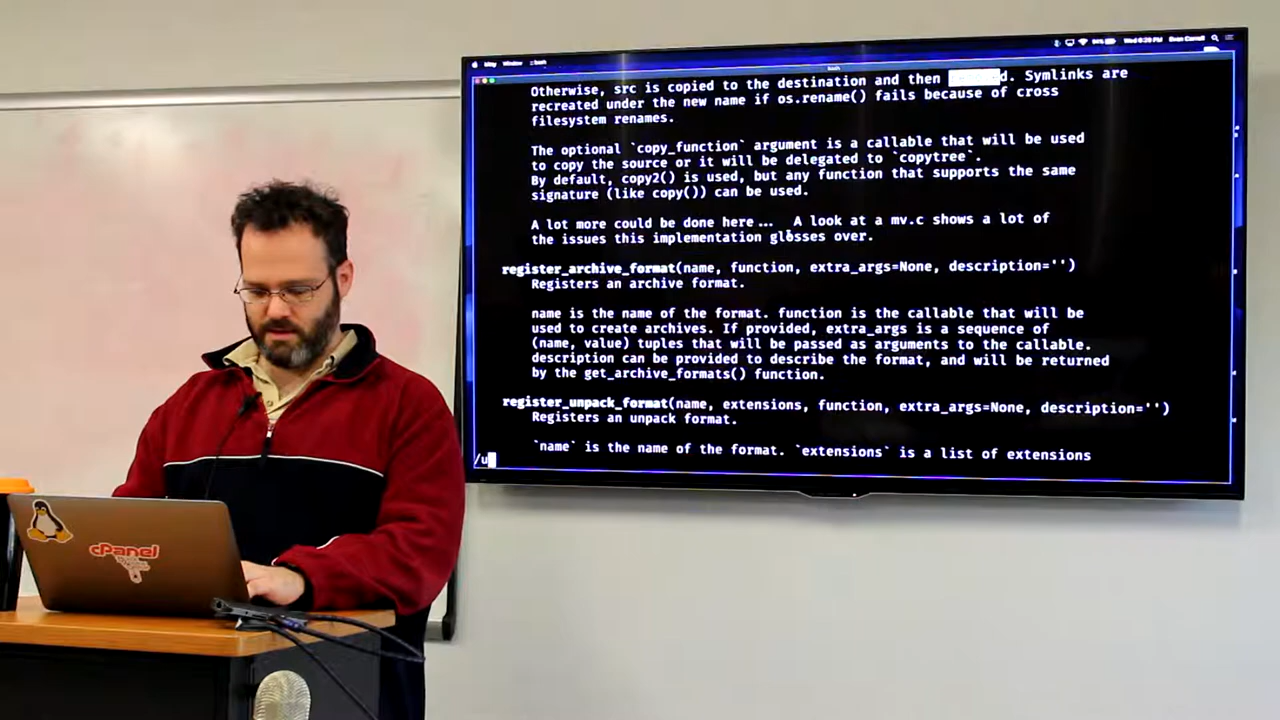 Window
bash
94%
Wed 6:29 PM
bash
Otherwise, src is copied to the destination and then d. Symlinks are
recreated under the new name if os.rename() fails because of cross
filesystem renames.
The optional `copy_function` argument is a callable that will be used
to copy the source or it will be delegated to `copytree`.
By default, copy2() is used, but any function that supports the same
signature (like copy()) can be used.
A lot more could be done here... A look at a mv.c shows a lot of
the issues this implementation glosses over.
register_archive_format(name, function, extra_args=None, description='')
Registers an archive format.
name is the name of the format. function is the callable that will be
used to create archives. If provided, extra_args is a sequence of
(name, value) tuples that will be passed as arguments to the callable.
description can be provided to describe the format, and will be returned
by the get_archive_formats() function.
register_unpack_format(name, extensions, function, extra_args=None, description='')
Registers an unpack format.
`name` is the name of the format. `extensions` is a list of extensions
/u
cPanel